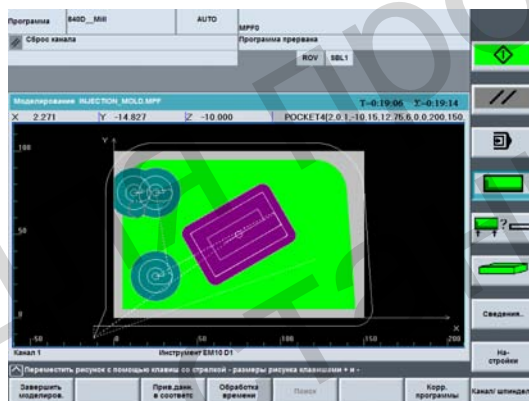 Программа 840D__Mill AUTO MPF0
Сброс канала Программа прервана
ROV SBL1
Моделирование INJECTION_MOLD.MPF T=0:19:06 Σ=0:19:14
X 2.271 Y -14.827 Z -10.000 POCKET4(2,0,1,-10,15,12,75,6,0,0,200,150,
100
Y
50
0
-50 0 50 100 150 200
X
Канал 1 Инструмент EM10 D1
Переместить рисунок с помощью клавиш со стрелкой - размеры рисунка клавишами + и -
Сведения..
На-
стройки
Завершить
моделиров.
Прив.данн.
в соответс
Обработка
времени
Поиск
Корр.
программы
Канал/ шпиндел